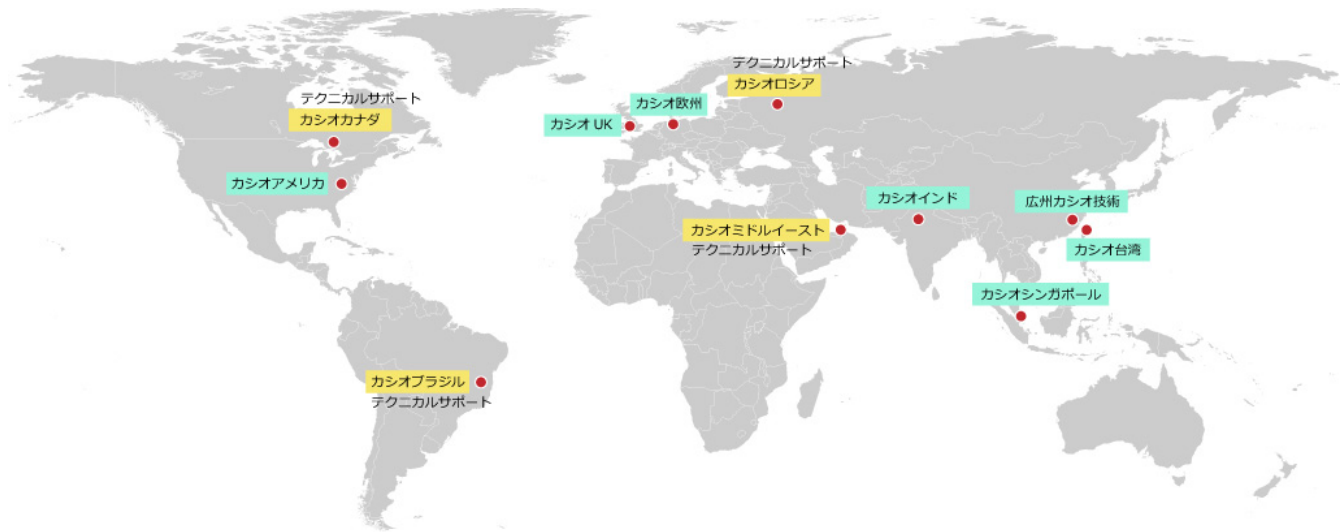 テクニカルサポート
カシオカナダ
カシオアメリカ
カシオブラジル
テクニカルサポート
カシオ UK
カシオ欧州
テクニカルサポート
カシオロシア
カシオミドルイースト
テクニカルサポート
カシオインド
広州カシオ技術
カシオ台湾
カシオシンガポール